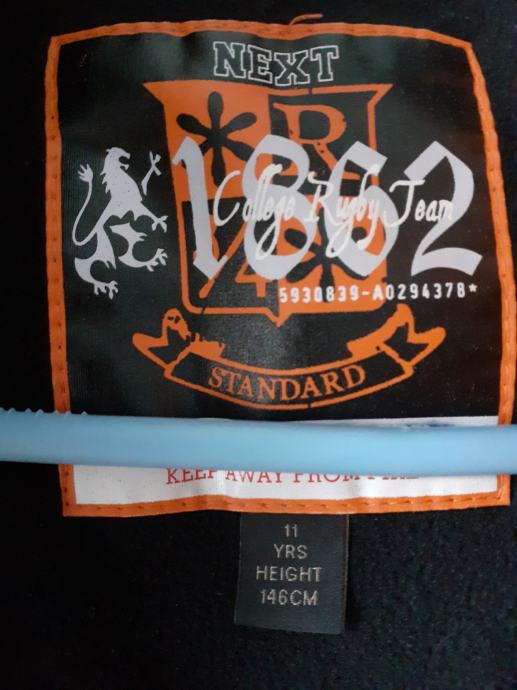 NEXT
R
1862
College Rugby Team
5930839-A0294378*
STANDARD
KEEP AWAY FROM
11
YRS
HEIGHT
146CM